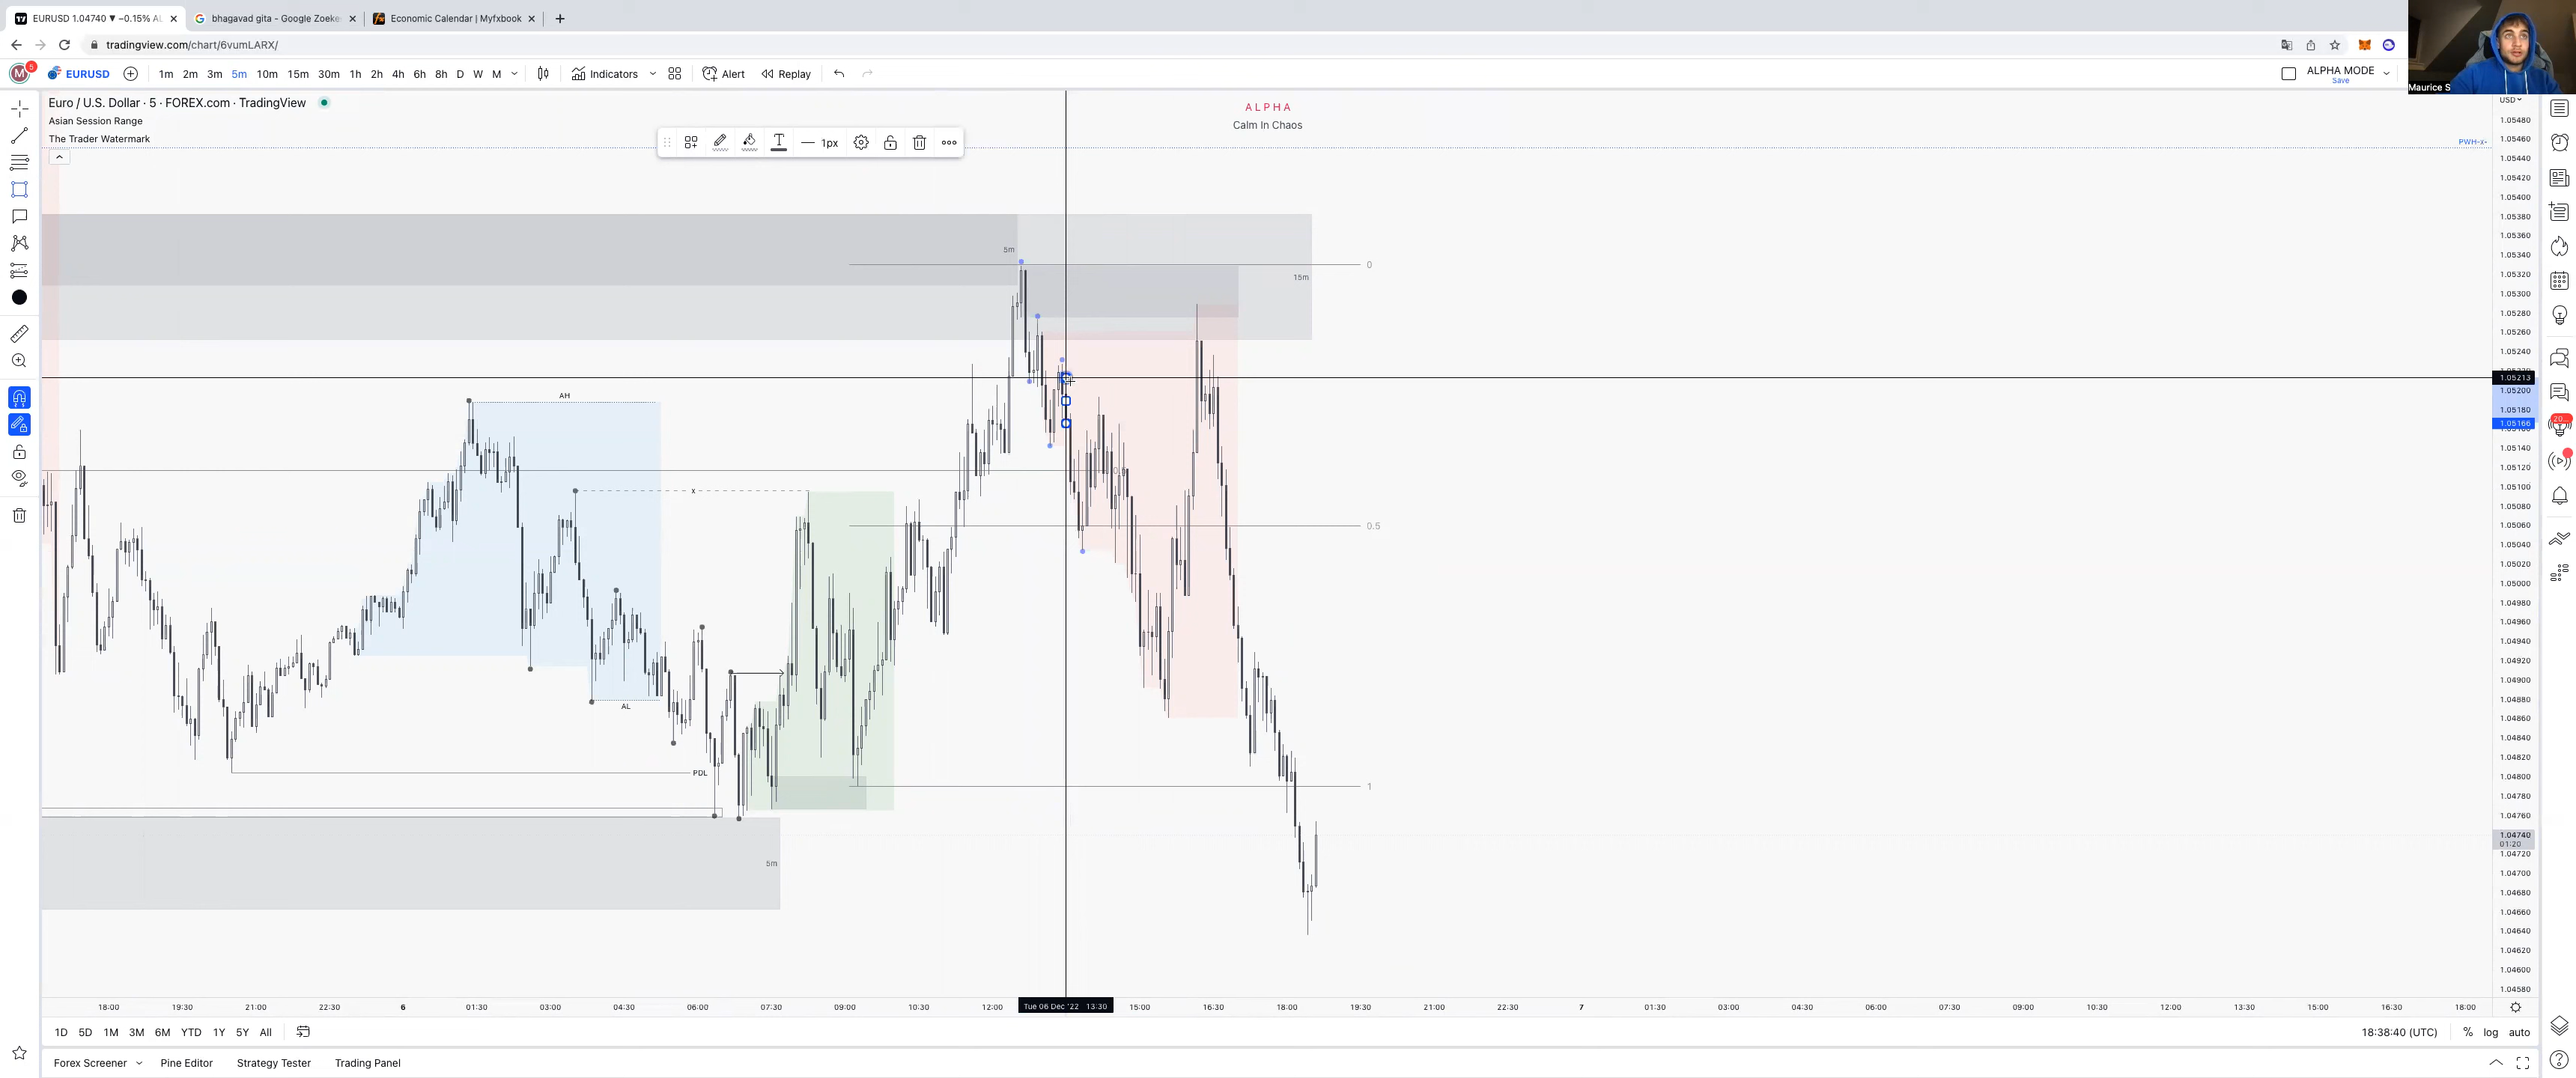 EURUSD 1.04740 ▼ −0.15% AL
bhagavad gita - Google Zoeke
Economic Calendar | Myfxbook
tradingview.com/chart/6vumLARX/
M 5
EURUSD
1m 2m 3m 5m 10m 15m 30m 1h 2h 4h 6h 8h D W M
Indicators
Alert
Replay
ALPHA MODE
Save
Maurice S
Euro / U.S. Dollar · 5 · FOREX.com · TradingView
Asian Session Range
The Trader Watermark
1px
ALPHA
Calm In Chaos
USD
PWH-x-
5m
0
15m
AH
x
0.5
AL
PDL
1
5m
1.05480
1.05460
1.05440
1.05420
1.05400
1.05380
1.05360
1.05340
1.05320
1.05300
1.05280
1.05260
1.05240
1.05213
1.05200
1.05180
1.05166
1.05140
1.05120
1.05100
1.05080
1.05060
1.05040
1.05020
1.05000
1.04980
1.04960
1.04940
1.04920
1.04900
1.04880
1.04860
1.04840
1.04820
1.04800
1.04780
1.04760
1.04740
01:20
1.04720
1.04700
1.04680
1.04660
1.04640
1.04620
1.04600
1.04580
18:00 19:30 21:00 22:30 6 01:30 03:00 04:30 06:00 07:30 09:00 10:30 12:00 Tue 06 Dec '22 13:30 15:00 16:30 18:00 19:30 21:00 22:30 7 01:30 03:00 04:30 06:00 07:30 09:00 10:30 12:00 13:30 15:00 16:30 18:00
1D 5D 1M 3M 6M YTD 1Y 5Y All
18:38:40 (UTC) % log auto
Forex Screener
Pine Editor
Strategy Tester
Trading Panel